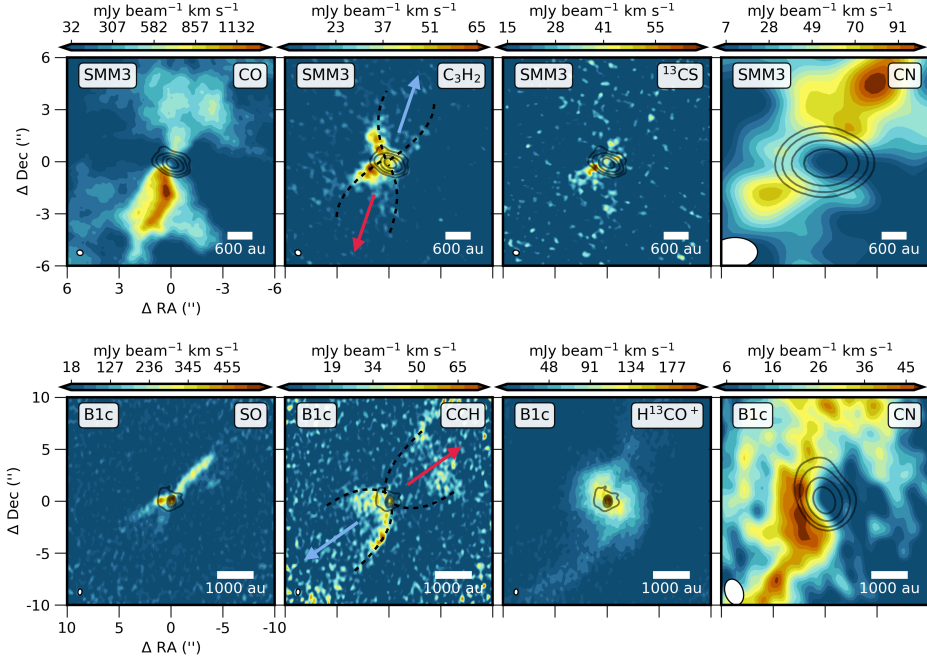 mJy beam⁻¹ km s⁻¹ mJy beam⁻¹ km s⁻¹ mJy beam⁻¹ km s⁻¹ mJy beam⁻¹ km s⁻¹
32 307 582 857 1132 23 37 51 65 15 28 41 55 7 28 49 70 91
SMM3 CO SMM3 C₃H₂ SMM3 ¹³CS SMM3 CN
6
3
0
-3
-6
Δ Dec ('')
600 au 600 au 600 au 600 au
6 3 0 -3 -6
Δ RA ('')
mJy beam⁻¹ km s⁻¹ mJy beam⁻¹ km s⁻¹ mJy beam⁻¹ km s⁻¹ mJy beam⁻¹ km s⁻¹
18 127 236 345 455 19 34 50 65 48 91 134 177 6 16 26 36 45
B1c SO B1c CCH B1c H¹³CO⁺ B1c CN
10
5
0
-5
-10
Δ Dec ('')
1000 au 1000 au 1000 au 1000 au
10 5 0 -5 -10
Δ RA ('')